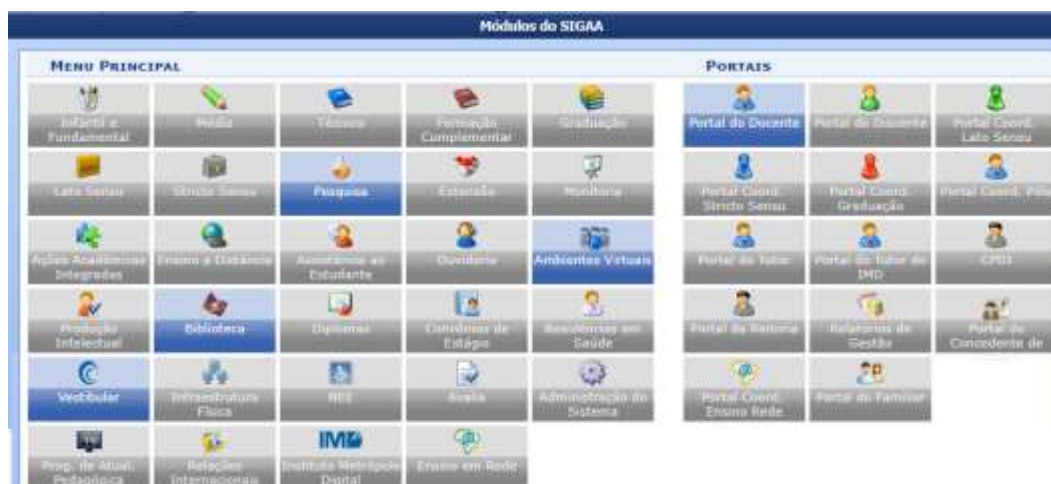 Módulos do SIGAA
MENU PRINCIPAL
PORTAIS
Infantil e
Fundamental
Médio
Técnico
Formação
Complementar
Graduação
Portal do Docente
Portal do Discente
Portal Coord.
Lato Sensu
Lato Sensu
Stricto Sensu
Pesquisa
Extensão
Monitoria
Portal Coord.
Stricto Sensu
Portal Coord.
Graduação
Portal Coord. Polo
Ações Acadêmicas
Integradas
Ensino a Distância
Assistência ao
Estudante
Ouvidoria
Ambientes Virtuais
Portal do Tutor
Portal do Tutor do
IMD
CPDI
Produção
Intelectual
Biblioteca
Diplomas
Convênios de
Estágio
Residências em
Saúde
Portal da Reitoria
Relatórios de
Gestão
Portal do
Concedente de
Vestibular
Infraestrutura
Física
NEE
Avalia
Administração do
Sistema
Portal Coord.
Ensino Rede
Portal do Familiar
Prog. de Atual.
Pedagógica
Relações
Internacionais
IMD
Instituto Metrópole
Digital
Ensino em Rede